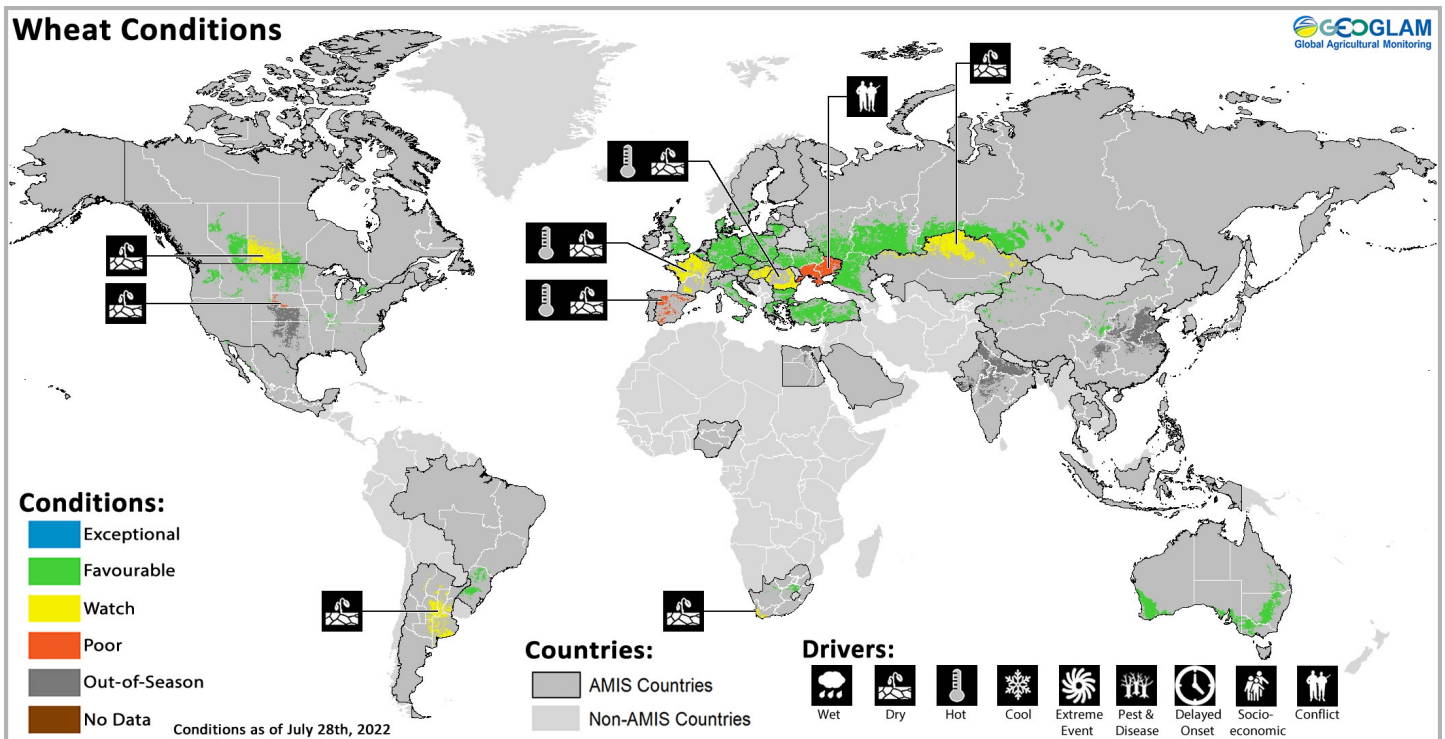 Wheat Conditions
GEOGLAM
Global Agricultural Monitoring
Conditions:
Exceptional
Favourable
Watch
Poor
Out-of-Season
No Data
Conditions as of July 28th, 2022
Countries:
AMIS Countries
Non-AMIS Countries
Drivers:
Wet
Dry
Hot
Cool
Extreme
Event
Pest &
Disease
Delayed
Onset
Socio-
economic
Conflict